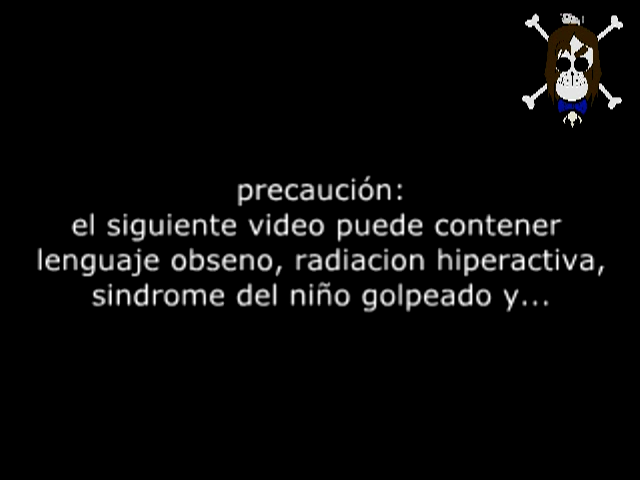 precaución:
el siguiente video puede contener
lenguaje obseno, radiacion hiperactiva,
sindrome del niño golpeado y...